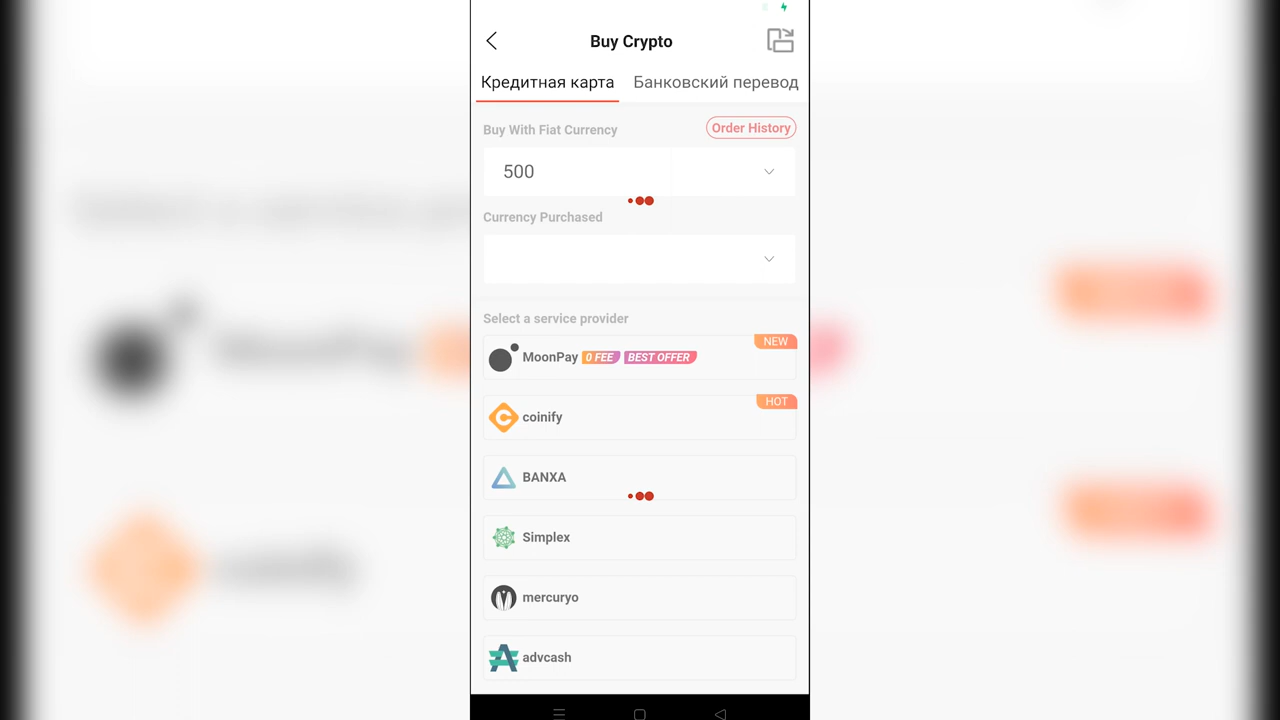 Buy Crypto
Кредитная карта Банковский перевод
Buy With Fiat Currency Order History
500
Currency Purchased
Select a service provider
NEW
MoonPay 0 FEE BEST OFFER
HOT
coinify
BANXA
Simplex
mercuryo
advcash